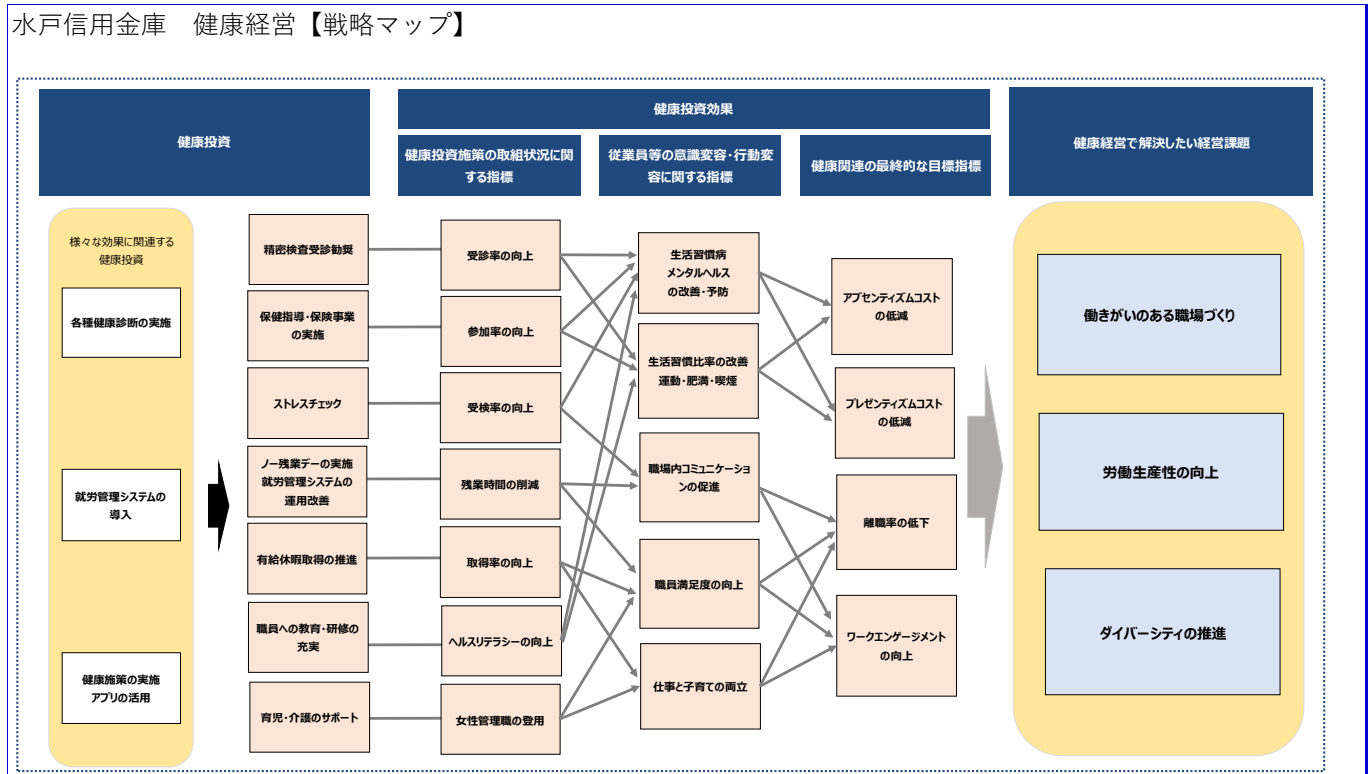 水戸信用金庫　健康経営【戦略マップ】
健康投資
健康投資効果
健康経営で解決したい経営課題
健康投資施策の取組状況に関
する指標
従業員等の意識変容・行動変
容に関する指標
健康関連の最終的な目標指標
様々な効果に関連する
健康投資
各種健康診断の実施
就労管理システムの
導入
健康施策の実施
アプリの活用
精密検査受診勧奨
保健指導・保険事業
の実施
ストレスチェック
ノー残業デーの実施
就労管理システムの
運用改善
有給休暇取得の推進
職員への教育・研修の
充実
育児・介護のサポート
受診率の向上
参加率の向上
受検率の向上
残業時間の削減
取得率の向上
ヘルスリテラシーの向上
女性管理職の登用
生活習慣病
メンタルヘルス
の改善・予防
生活習慣比率の改善
運動・肥満・喫煙
職場内コミュニケーショ
ンの促進
職員満足度の向上
仕事と子育ての両立
アブセンティズムコスト
の低減
プレゼンティズムコスト
の低減
離職率の低下
ワークエンゲージメント
の向上
働きがいのある職場づくり
労働生産性の向上
ダイバーシティの推進